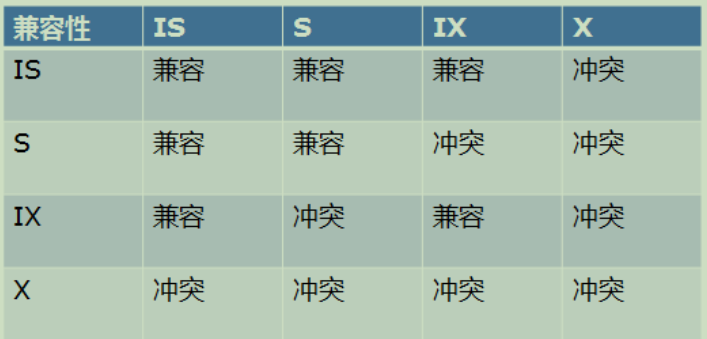 兼容性 IS S IX X
IS 兼容 兼容 兼容 冲突
S 兼容 兼容 冲突 冲突
IX 兼容 冲突 兼容 冲突
X 冲突 冲突 冲突 冲突